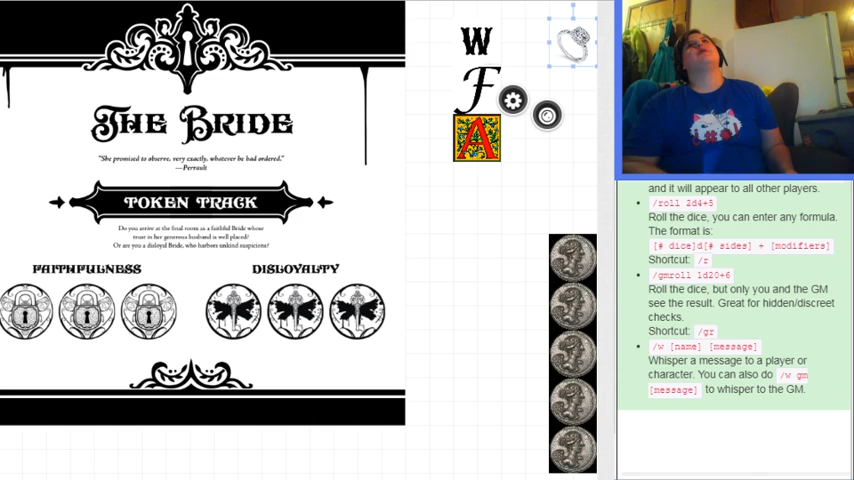 THE BRIDE
"She promised to observe, very exactly, whatever he had ordered."
—Perrault
TOKEN TRACK
Do you arrive at the final room as a faithful Bride whose
trust in her generous husband is well placed?
Or are you a disloyal Bride, who harbors unkind suspicions?
FAITHFULNESS
DISLOYALTY
W
F
A
and it will appear to all other players.
/roll 2d4+5
Roll the dice, you can enter any formula.
The format is:
[# dice]d[# sides] + [modifiers]
Shortcut: /r
/gmroll 1d20+6
Roll the dice, but only you and the GM
see the result. Great for hidden/discreet
checks.
Shortcut: /gr
/w [name] [message]
Whisper a message to a player or
character. You can also do /w gm
[message] to whisper to the GM.